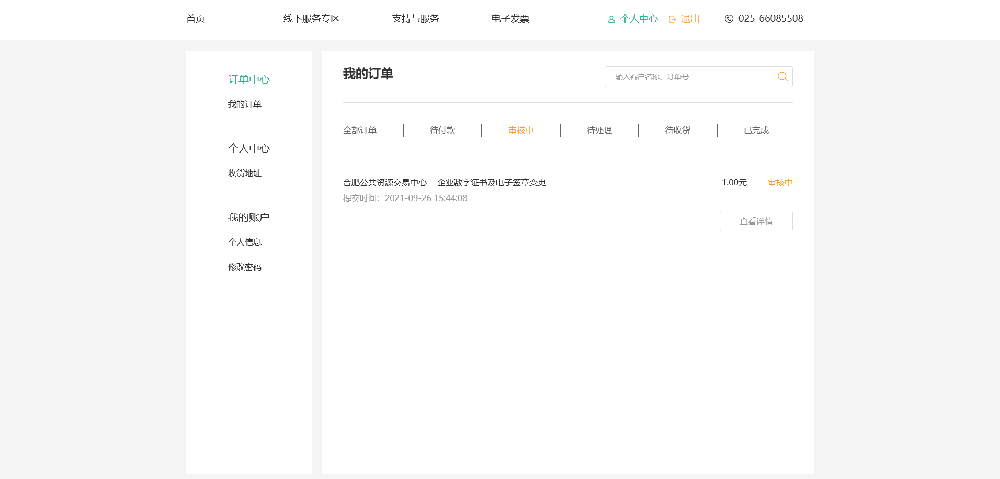 首页 线下服务专区 支持与服务 电子发票 个人中心 退出 025-66085508
订单中心
我的订单
个人中心
收货地址
我的账户
个人信息
修改密码
我的订单
输入客户名称、订单号
全部订单 待付款 审核中 待处理 待收货 已完成
合肥公共资源交易中心 企业数字证书及电子签章变更 1.00元 审核中
提交时间：2021-09-26 15:44:08
查看详情